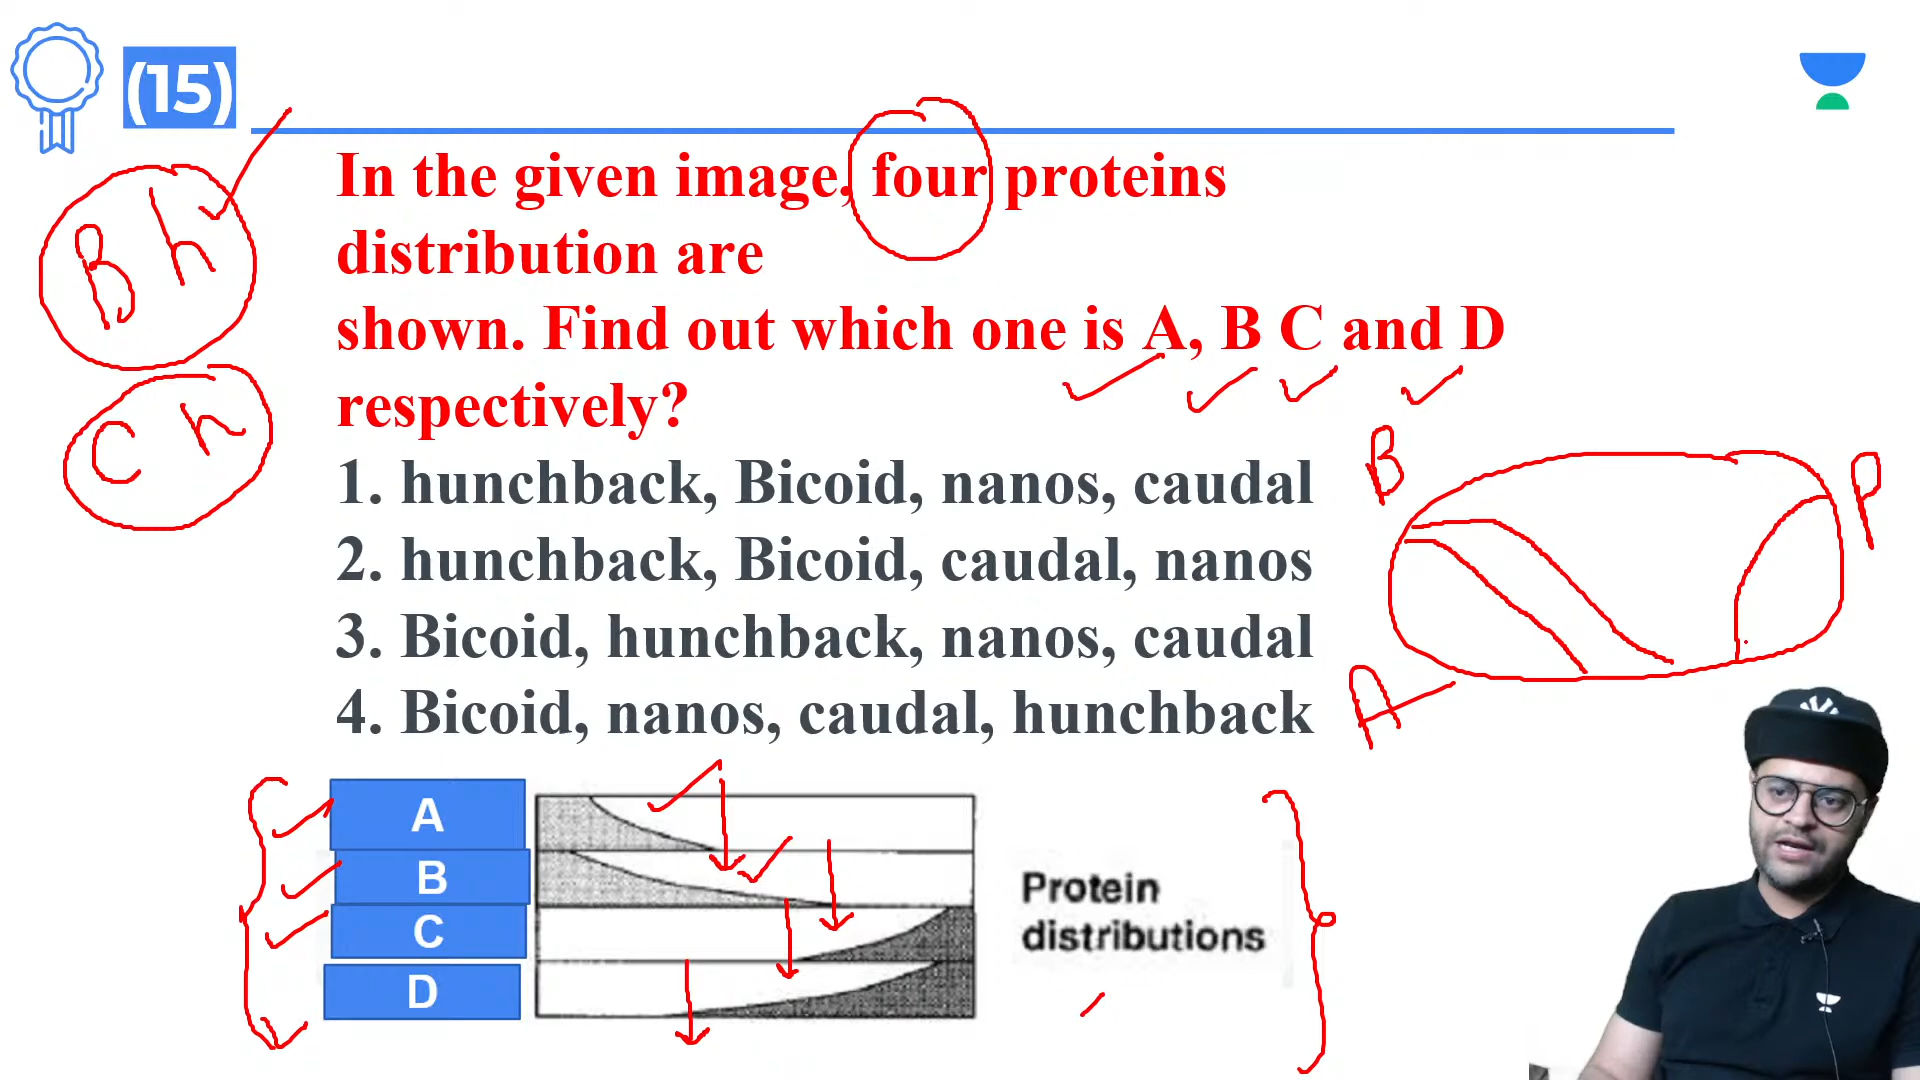 (15)
In the given image, four proteins
distribution are
shown. Find out which one is A, B C and D
respectively?
1. hunchback, Bicoid, nanos, caudal
2. hunchback, Bicoid, caudal, nanos
3. Bicoid, hunchback, nanos, caudal
4. Bicoid, nanos, caudal, hunchback
B h
C n
B
P
A
A
B
C
D
Protein
distributions